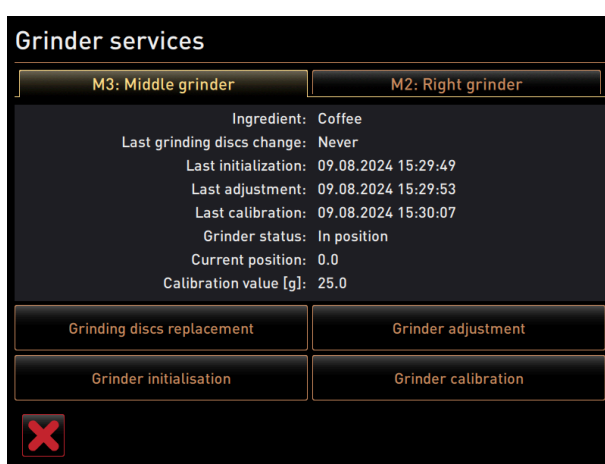 Grinder services
M3: Middle grinder M2: Right grinder
Ingredient: Coffee
Last grinding discs change: Never
Last initialization: 09.08.2024 15:29:49
Last adjustment: 09.08.2024 15:29:53
Last calibration: 09.08.2024 15:30:07
Grinder status: In position
Current position: 0.0
Calibration value [g]: 25.0
Grinding discs replacement Grinder adjustment
Grinder initialisation Grinder calibration